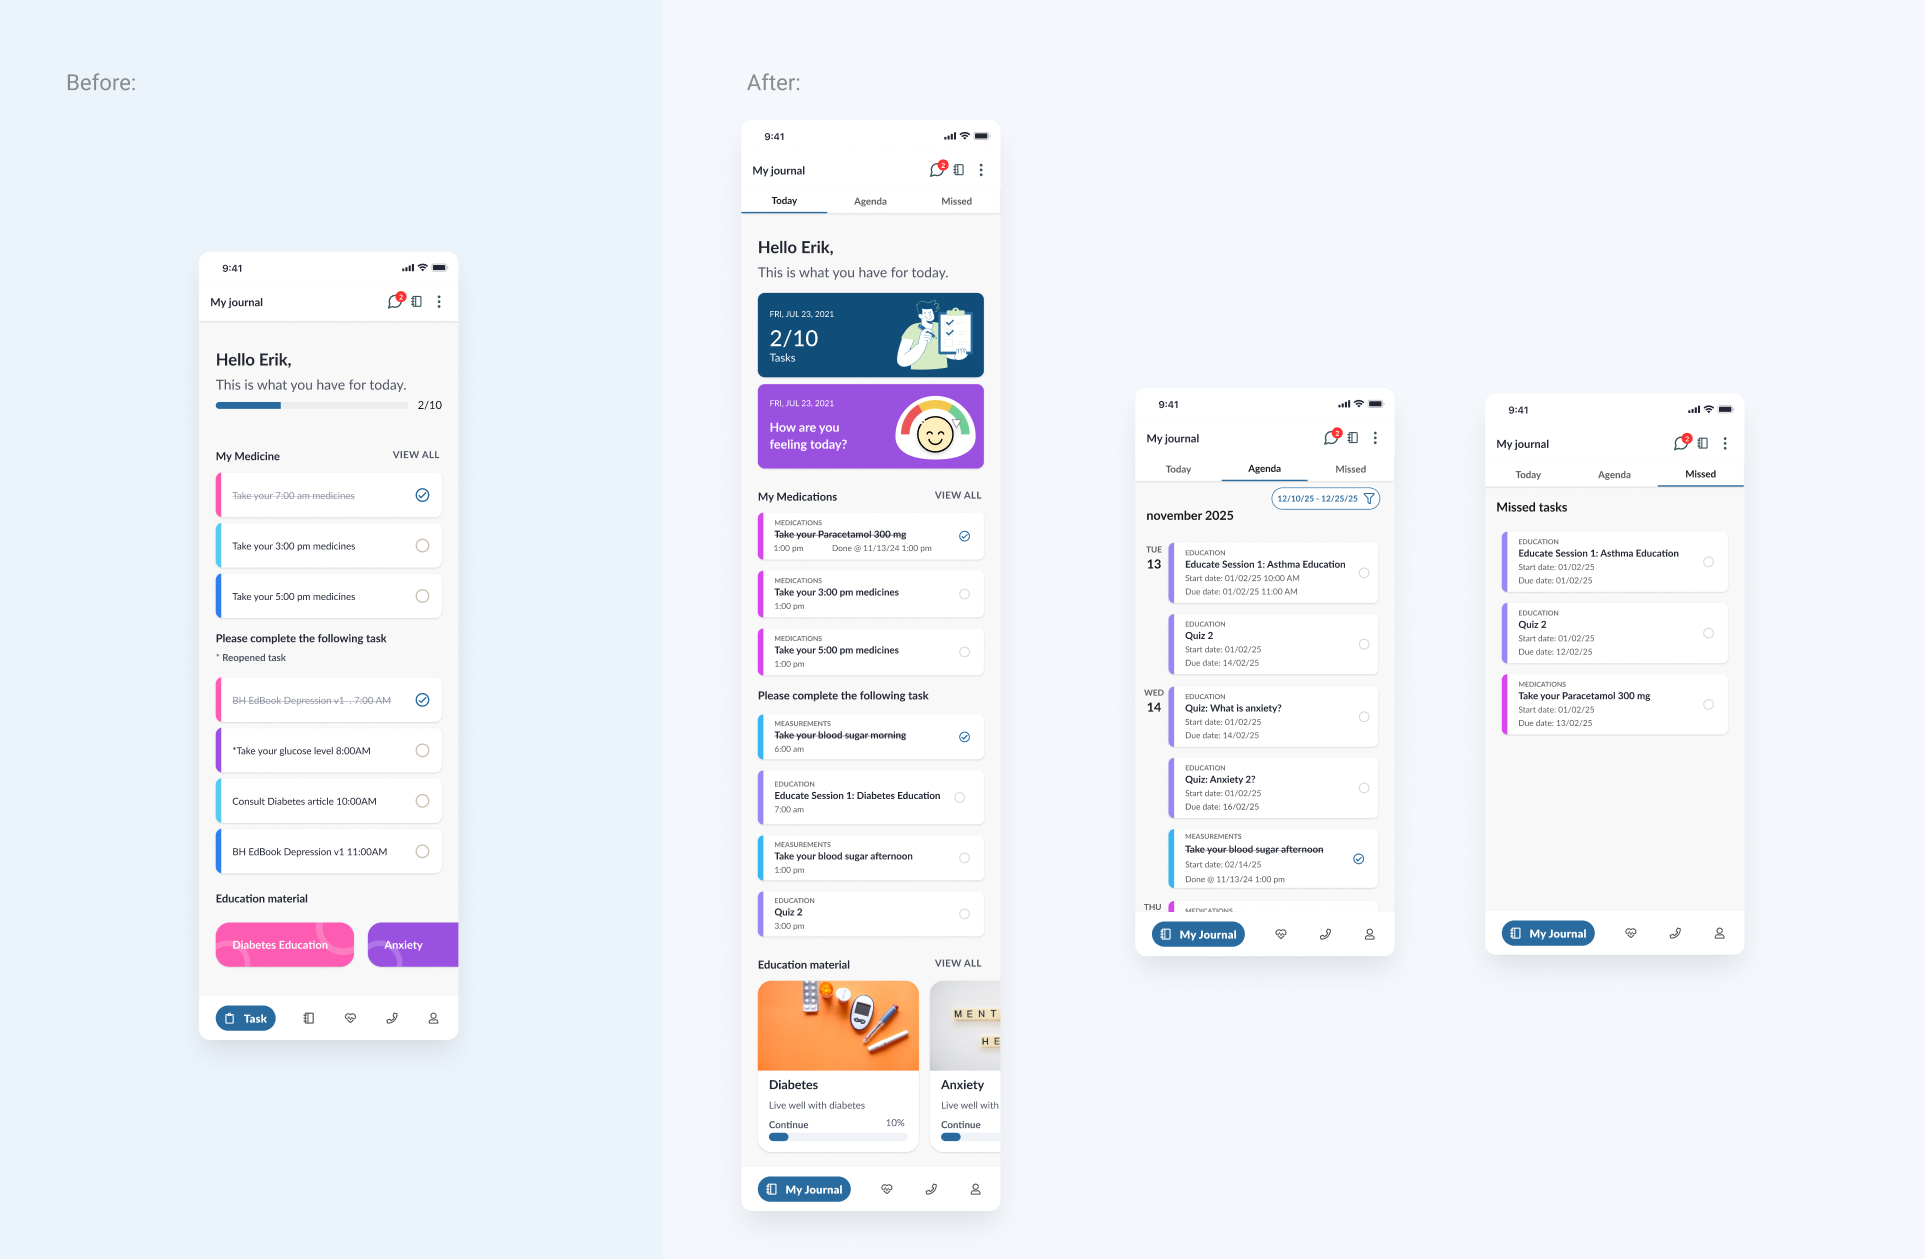 Before:
9:41
My journal
2
Hello Erik,
This is what you have for today.
2/10
My Medicine
VIEW ALL
Take your 7:00 am medicines
Take your 3:00 pm medicines
Take your 5:00 pm medicines
Please complete the following task
* Reopened task
BH EdBook Depression v1 . 7:00 AM
*Take your glucose level 8:00AM
Consult Diabetes article 10:00AM
BH EdBook Depression v1 11:00AM
Education material
Diabetes Education
Anxiety
Task
After:
9:41
My journal
2
Today
Agenda
Missed
Hello Erik,
This is what you have for today.
FRI, JUL 23, 2021
2/10
Tasks
FRI, JUL 23, 2021
How are you
feeling today?
My Medications
VIEW ALL
MEDICATIONS
Take your Paracetamol 300 mg
1:00 pm
Done @ 11/13/24 1:00 pm
MEDICATIONS
Take your 3:00 pm medicines
1:00 pm
MEDICATIONS
Take your 5:00 pm medicines
1:00 pm
Please complete the following task
MEASUREMENTS
Take your blood sugar morning
6:00 am
EDUCATION
Educate Session 1: Diabetes Education
7:00 am
MEASUREMENTS
Take your blood sugar afternoon
1:00 pm
EDUCATION
Quiz 2
3:00 pm
Education material
VIEW ALL
MENT
HE
Diabetes
Live well with diabetes
Continue
10%
Anxiety
Live well with
Continue
My Journal
9:41
My journal
2
Today
Agenda
Missed
12/10/25 - 12/25/25
november 2025
TUE
13
EDUCATION
Educate Session 1: Asthma Education
Start date: 01/02/25 10:00 AM
Due date: 01/02/25 11:00 AM
EDUCATION
Quiz 2
Start date: 01/02/25
Due date: 14/02/25
WED
14
EDUCATION
Quiz: What is anxiety?
Start date: 01/02/25
Due date: 14/02/25
EDUCATION
Quiz: Anxiety 2?
Start date: 01/02/25
Due date: 16/02/25
MEASUREMENTS
Take your blood sugar afternoon
Start date: 02/14/25
Done @ 11/13/24 1:00 pm
THU
MEDICATIONS
My Journal
9:41
My journal
2
Today
Agenda
Missed
Missed tasks
EDUCATION
Educate Session 1: Asthma Education
Start date: 01/02/25
Due date: 01/02/25
EDUCATION
Quiz 2
Start date: 01/02/25
Due date: 12/02/25
MEDICATIONS
Take your Paracetamol 300 mg
Start date: 01/02/25
Due date: 13/02/25
My Journal